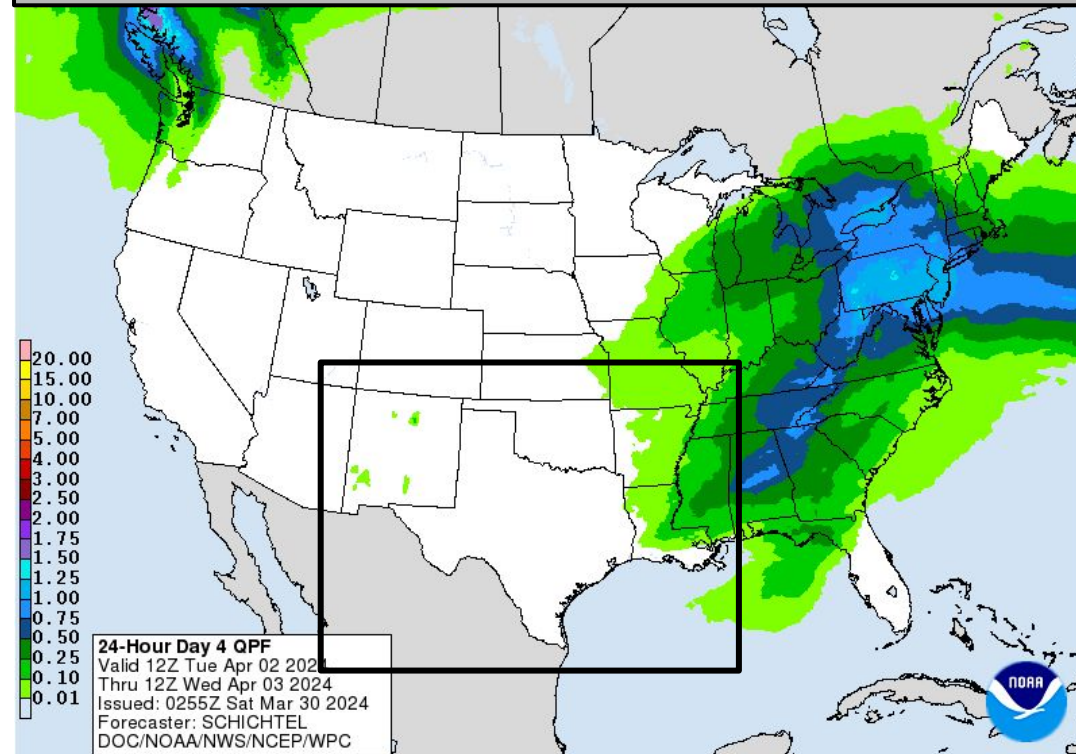 20.00
15.00
10.00
7.00
5.00
4.00
3.00
2.50
2.00
1.75
1.50
1.25
1.00
0.75
0.50
0.25
0.10
0.01
24-Hour Day 4 QPF
Valid 12Z Tue Apr 02 2024
Thru 12Z Wed Apr 03 2024
Issued: 0255Z Sat Mar 30 2024
Forecaster: SCHICHTEL
DOC/NOAA/NWS/NCEP/WPC
NOAA